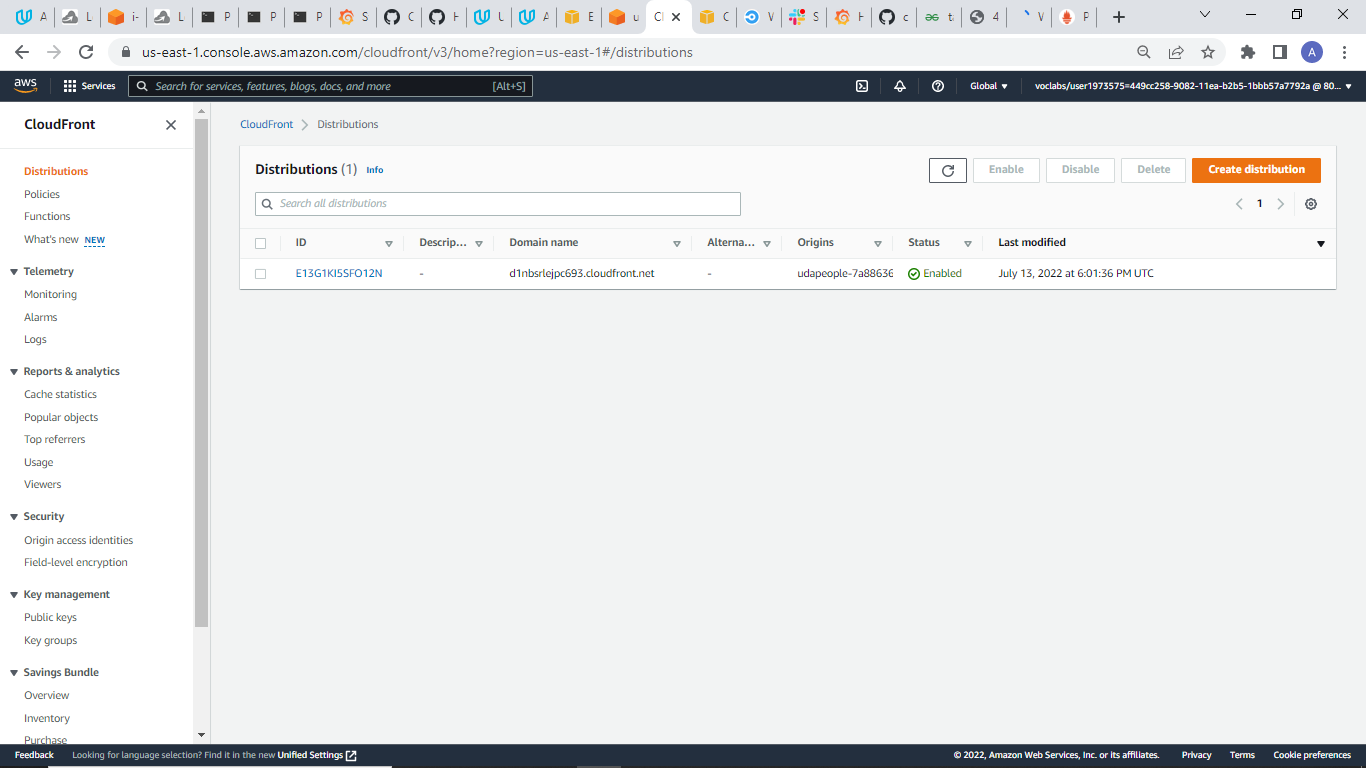 us-east-1.console.aws.amazon.com/cloudfront/v3/home?region=us-east-1#/distributions
A
aws
Services
Search for services, features, blogs, docs, and more
[Alt+S]
Global
voclabs/user1973575=449cc258-9082-11ea-b2b5-1bbb57a7792a @ 80...
CloudFront
Distributions
Policies
Functions
What's new NEW
Telemetry
Monitoring
Alarms
Logs
Reports & analytics
Cache statistics
Popular objects
Top referrers
Usage
Viewers
Security
Origin access identities
Field-level encryption
Key management
Public keys
Key groups
Savings Bundle
Overview
Inventory
Purchase
CloudFront > Distributions
Distributions (1) Info
Enable
Disable
Delete
Create distribution
Search all distributions
1
ID Descrip... Domain name Alterna... Origins Status Last modified
E13G1KI5SFO12N - d1nbsrlejpc693.cloudfront.net - udapeople-7a88636 Enabled July 13, 2022 at 6:01:36 PM UTC
Feedback Looking for language selection? Find it in the new Unified Settings
© 2022, Amazon Web Services, Inc. or its affiliates. Privacy Terms Cookie preferences